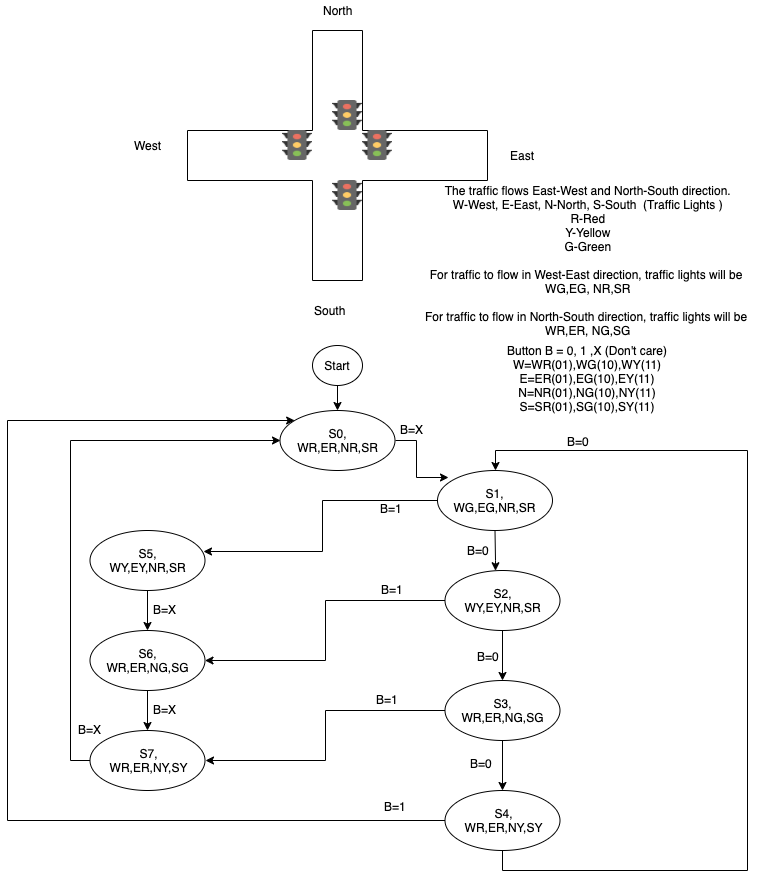 North
West
East
The traffic flows East-West and North-South direction.
W-West, E-East, N-North, S-South (Traffic Lights )
R-Red
Y-Yellow
G-Green
For traffic to flow in West-East direction, traffic lights will be
WG,EG, NR,SR
South
For traffic to flow in North-South direction, traffic lights will be
WR,ER, NG,SG
Button B = 0, 1 ,X (Don't care)
W=WR(01),WG(10),WY(11)
E=ER(01),EG(10),EY(11)
N=NR(01),NG(10),NY(11)
S=SR(01),SG(10),SY(11)
Start
S0,
WR,ER,NR,SR
B=X
B=0
S1,
WG,EG,NR,SR
B=1
B=0
S5,
WY,EY,NR,SR
S2,
WY,EY,NR,SR
B=1
B=X
S6,
WR,ER,NG,SG
B=0
B=X
B=1
S3,
WR,ER,NG,SG
B=X
S7,
WR,ER,NY,SY
B=0
B=1
S4,
WR,ER,NY,SY